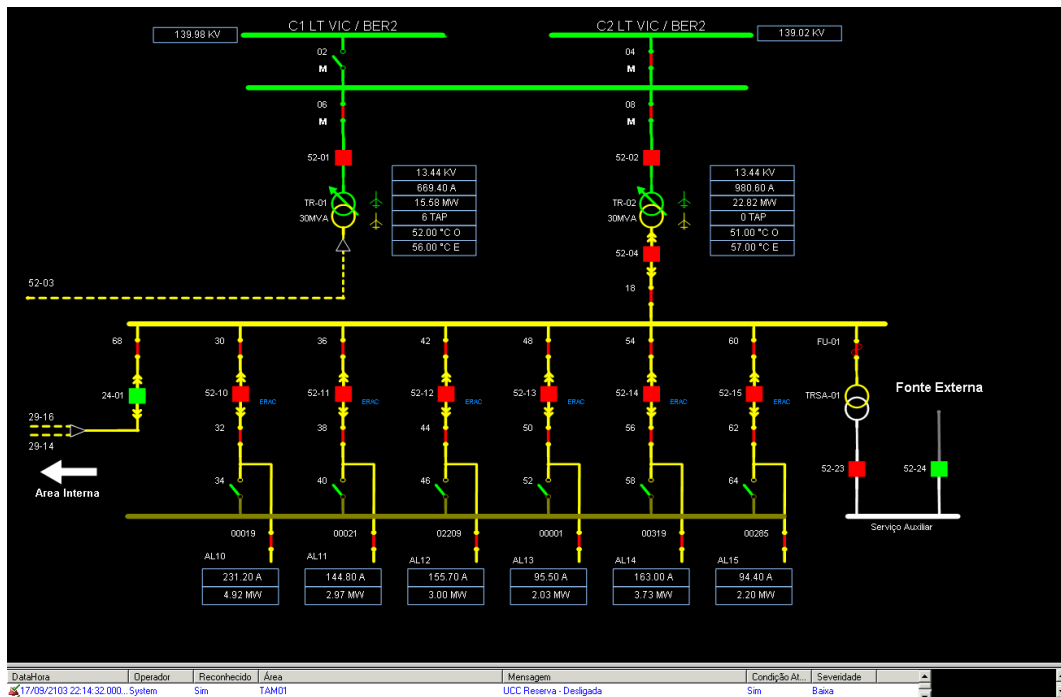 C1 LT VIC / BER2
C2 LT VIC / BER2
139.98 KV
139.02 KV
02
M
04
M
06
M
08
M
52-01
52-02
13.44 KV
669.40 A
15.58 MW
6 TAP
52.00 °C O
56.00 °C E
13.44 KV
980.60 A
22.82 MW
0 TAP
51.00 °C O
57.00 °C E
TR-01
30MVA
TR-02
30MVA
52-04
52-03
18
68
30
36
42
48
54
60
FU-01
24-01
52-10
ERAC
52-11
ERAC
52-12
ERAC
52-13
ERAC
52-14
ERAC
52-15
ERAC
TRSA-01
Fonte Externa
29-16
29-14
32
38
44
50
56
62
Area Interna
34
40
46
52
58
64
52-23
52-24
Serviço Auxiliar
00019
00021
02209
00001
00319
00285
AL10
AL11
AL12
AL13
AL14
AL15
231.20 A
144.80 A
155.70 A
95.50 A
163.00 A
94.40 A
4.92 MW
2.97 MW
3.00 MW
2.03 MW
3.73 MW
2.20 MW
DataHora Operador Reconhecido Área Mensagem Condição At... Severidade
17/09/2103 22:14:32.000... System Sim TAM01 UCC Reserva - Desligada Sim Baixa